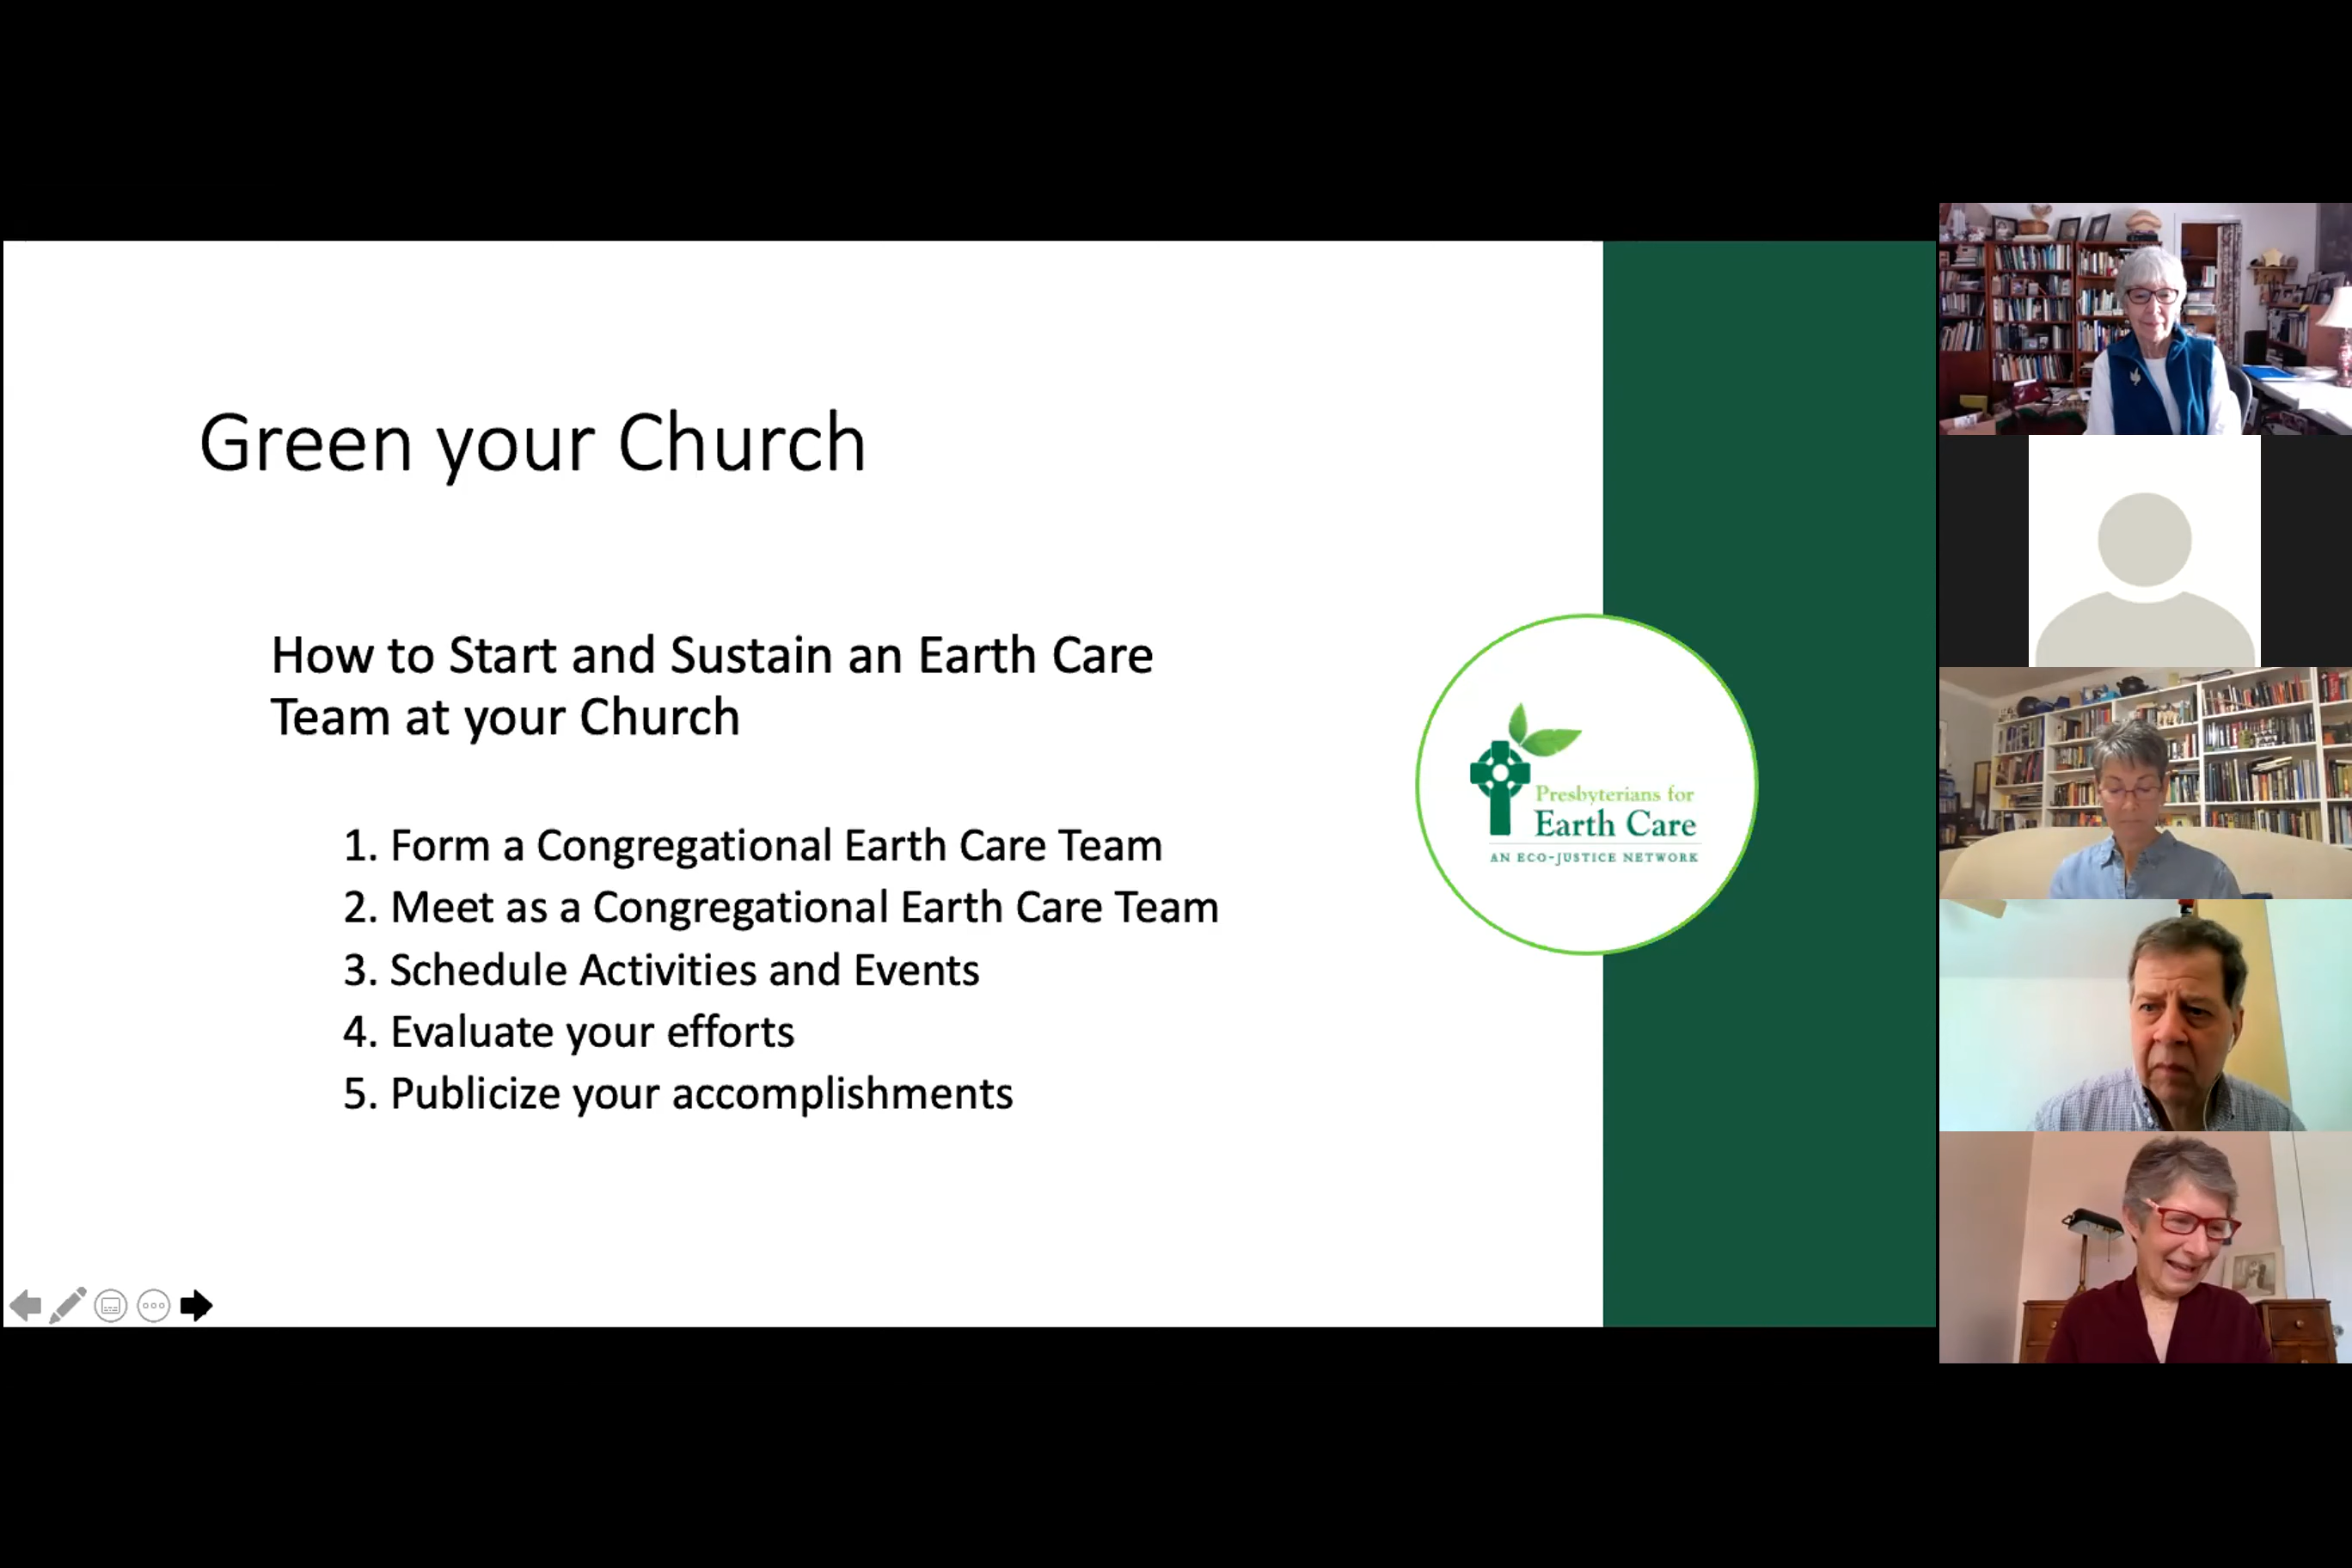 Green your Church
How to Start and Sustain an Earth Care
Team at your Church
1. Form a Congregational Earth Care Team
2. Meet as a Congregational Earth Care Team
3. Schedule Activities and Events
4. Evaluate your efforts
5. Publicize your accomplishments
Presbyterians for
Earth Care
AN ECO-JUSTICE NETWORK